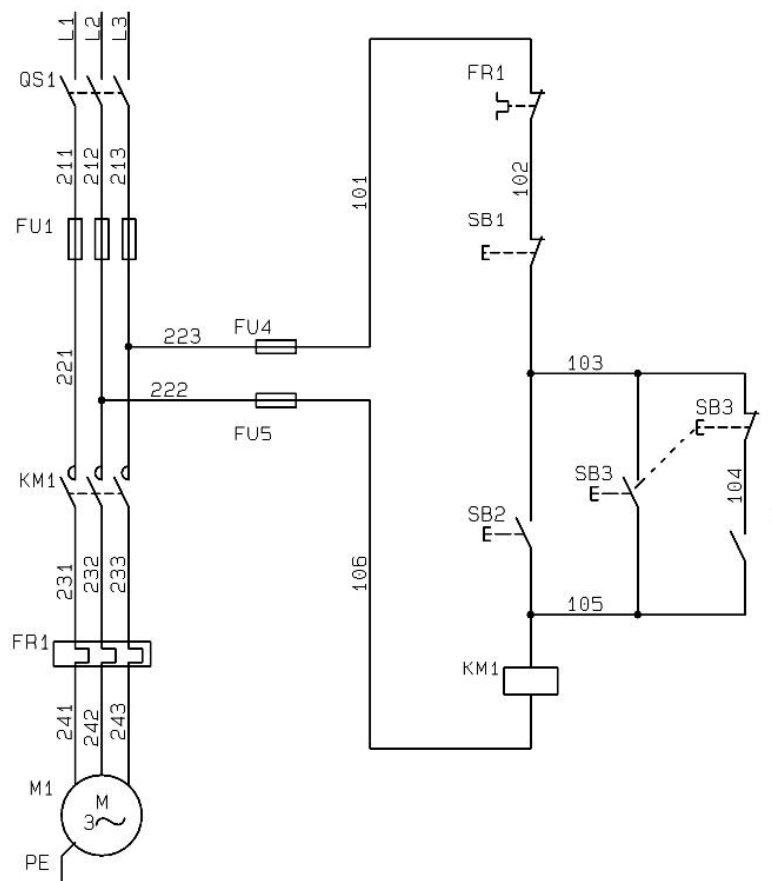 L1 L2 L3
QS1
211 212 213
FU1
221
223 FU4
222 FU5
KM1
231 232 233
FR1
241 242 243
M1
M
3
PE
101
106
FR1
102
SB1
103
SB3
SB3
104
SB2
105
KM1